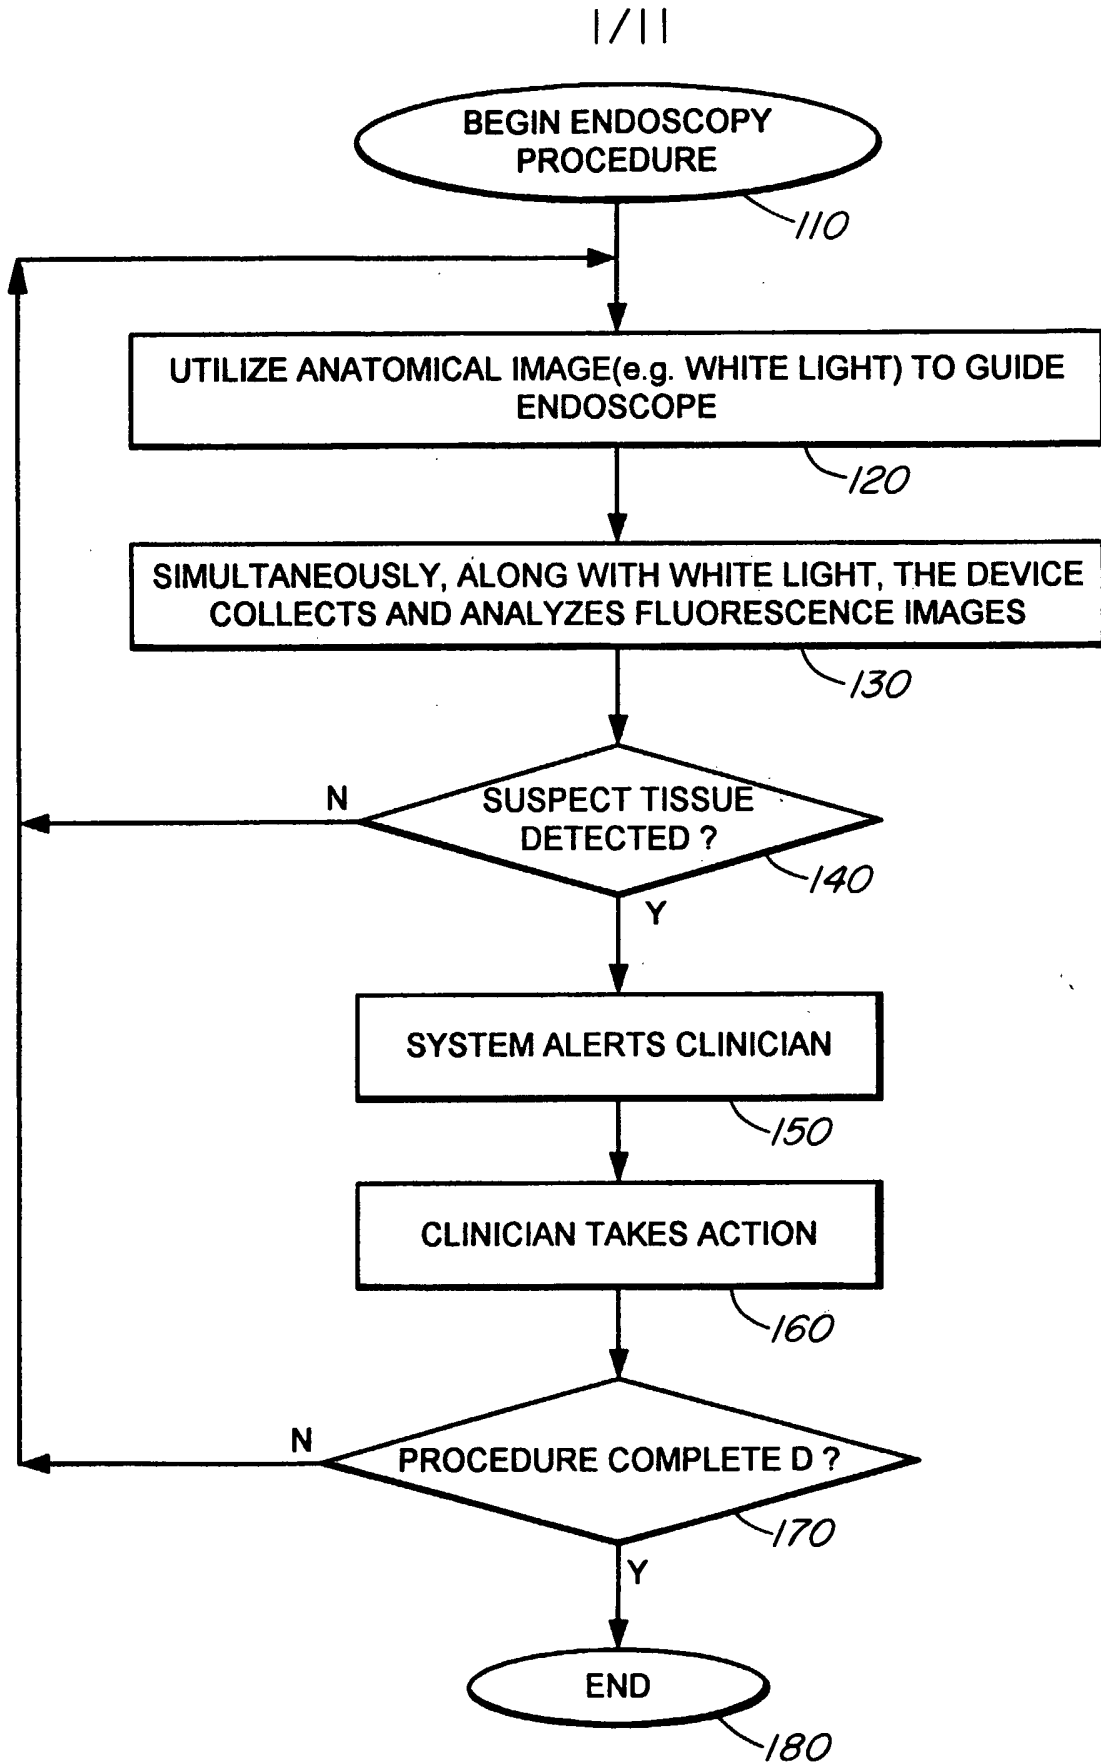 1/11
BEGIN ENDOSCOPY
PROCEDURE
110
UTILIZE ANATOMICAL IMAGE(e.g. WHITE LIGHT) TO GUIDE
ENDOSCOPE
120
SIMULTANEOUSLY, ALONG WITH WHITE LIGHT, THE DEVICE
COLLECTS AND ANALYZES FLUORESCENCE IMAGES
130
N
SUSPECT TISSUE
DETECTED ?
140
Y
SYSTEM ALERTS CLINICIAN
150
CLINICIAN TAKES ACTION
160
N
PROCEDURE COMPLETE D ?
170
Y
END
180